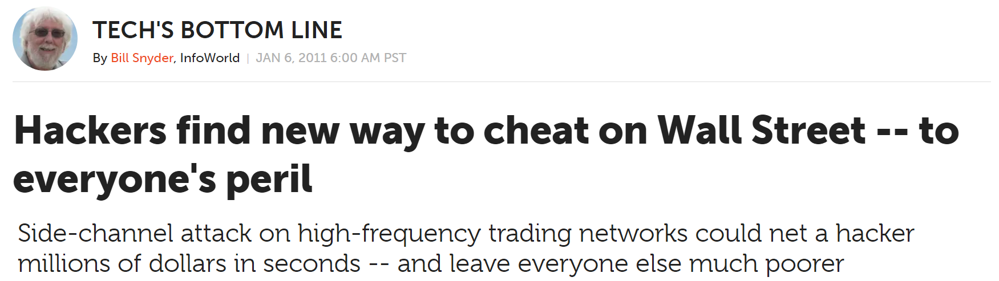 TECH'S BOTTOM LINE
By Bill Snyder, InfoWorld | JAN 6, 2011 6:00 AM PST
Hackers find new way to cheat on Wall Street -- to
everyone's peril
Side-channel attack on high-frequency trading networks could net a hacker
millions of dollars in seconds -- and leave everyone else much poorer